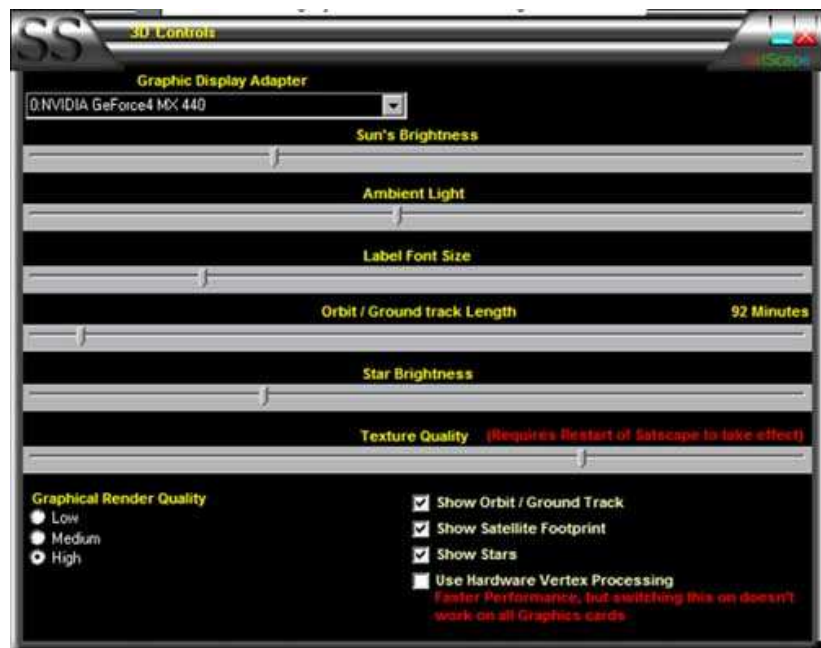 SS
3D Controls
SatScape
Graphic Display Adapter
0:NVIDIA GeForce4 MX 440
Sun's Brightness
Ambient Light
Label Font Size
Orbit / Ground track Length 92 Minutes
Star Brightness
Texture Quality (Requires Restart of Satscape to take effect)
Graphical Render Quality
Low
Medium
High
Show Orbit / Ground Track
Show Satellite Footprint
Show Stars
Use Hardware Vertex Processing
Faster Performance, but switching this on doesn't
work on all Graphics cards